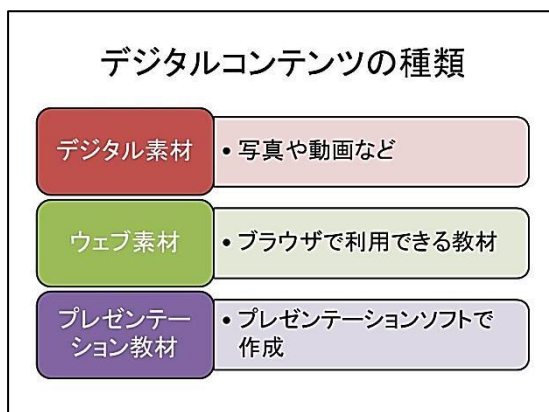 デジタルコンテンツの種類
デジタル素材
• 写真や動画など
ウェブ素材
• ブラウザで利用できる教材
プレゼンテー
ション教材
• プレゼンテーションソフトで
作成